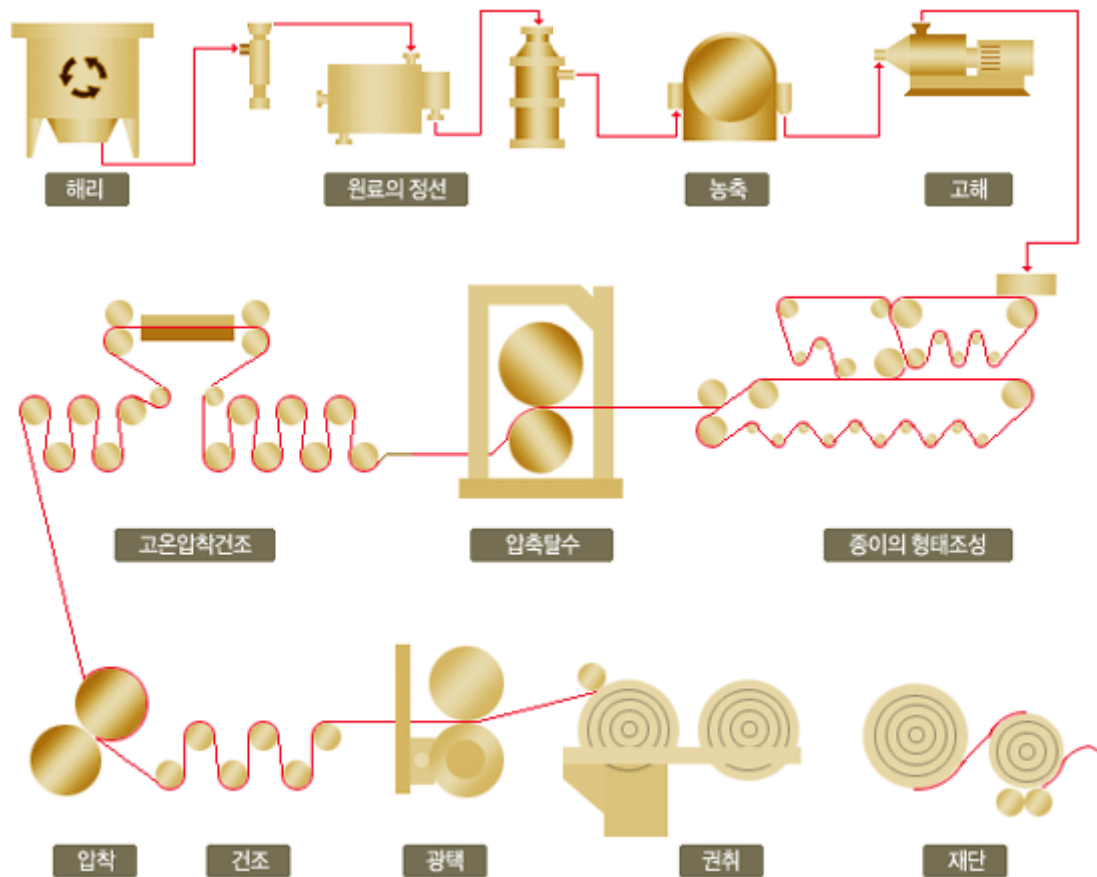 해리
원료의 정선
농축
고해
고온압착건조
압축탈수
종이의 형태조성
압착
건조
광택
권취
재단